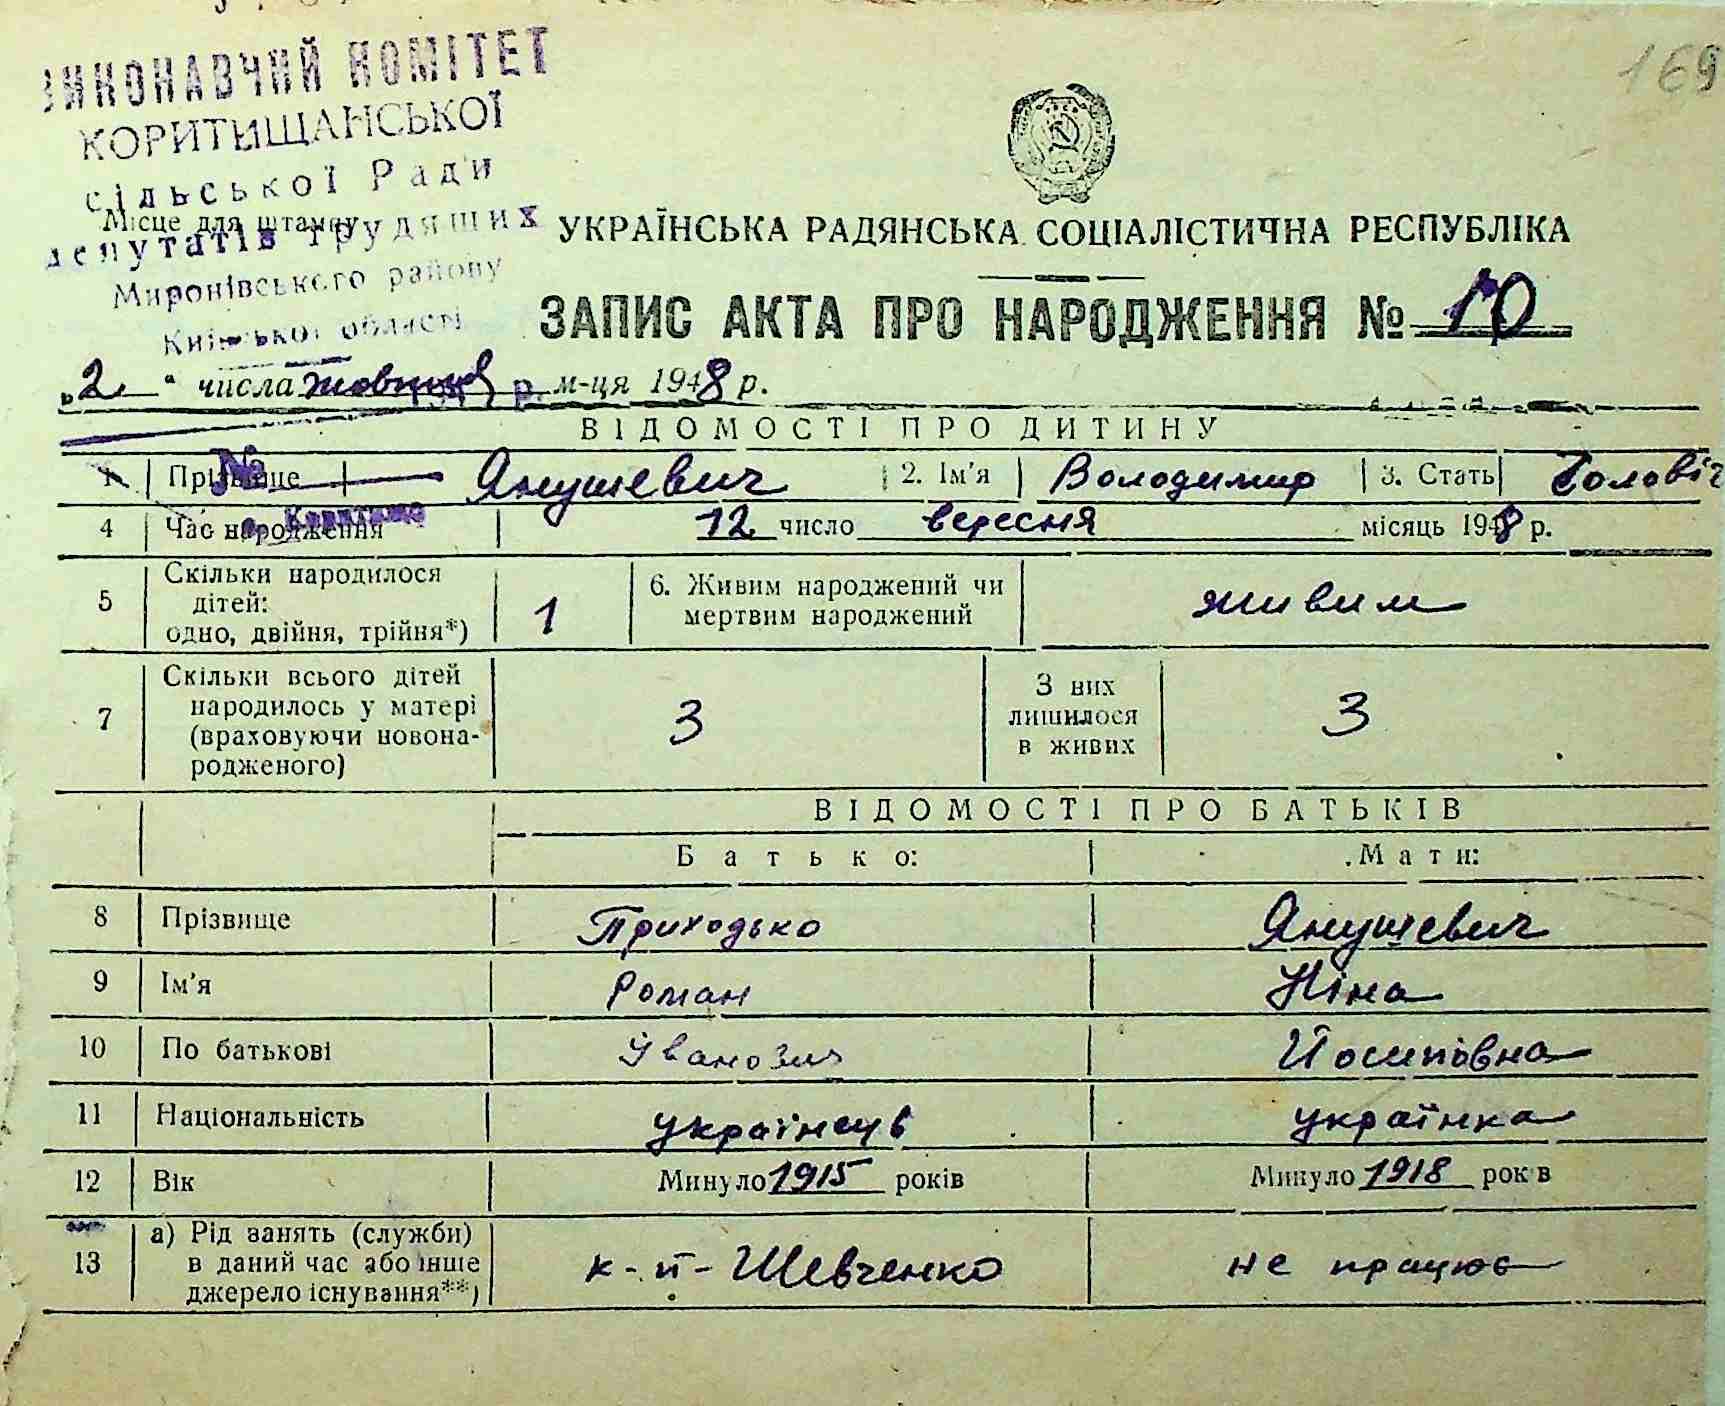 169
ВИКОНАВЧИЙ КОМІТЕТ
КОРИТИЩАНСЬКОЇ
сільської Ради
Місце для штампу
депутатів трудящих
Миронівського району
Київської області
УКРАЇНСЬКА РАДЯНСЬКА СОЦІАЛІСТИЧНА РЕСПУБЛІКА
ЗАПИС АКТА ПРО НАРОДЖЕННЯ № 10
„2" числа жовтня р. м-ця 1948 р.
ВІДОМОСТІ ПРО ДИТИНУ
№
1 Прізвище Янушевич 2. Ім'я Володимир 3. Стать Чоловіч
с. Коритище
4 Час народження 12 число вересня місяць 1948 р.
5 Скільки народилося дітей: одно, двійня, трійня*) 1 6. Живим народжений чи мертвим народжений живим
7 Скільки всього дітей народилось у матері (враховуючи новонародженого) 3 З них лишилося в живих 3
ВІДОМОСТІ ПРО БАТЬКІВ
Батько: Мати:
8 Прізвище Приходько Янушевич
9 Ім'я Роман Ніна
10 По батькові Іванович Йосиповна
11 Національність українець українка
12 Вік Минуло 1915 років Минуло 1918 рок в
13 а) Рід занять (служби) в даний час або інше джерело існування**) к-п- Шевченко не працює